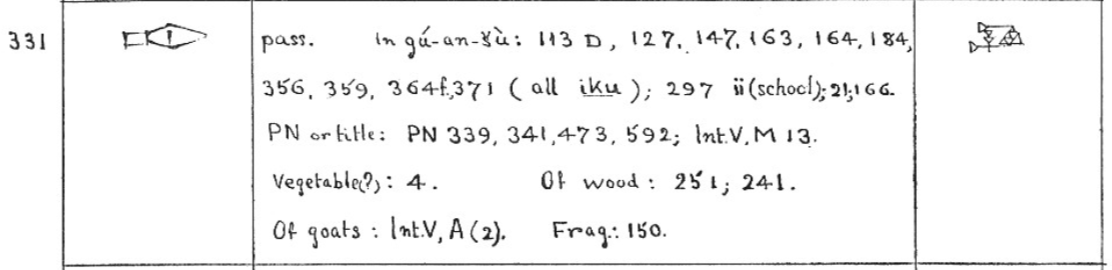 331 pass. In gú-an-šè: 113 D, 127, 147, 163, 164, 184,
356, 359, 364f, 371 (all iku); 297 ii (school); 21; 166.
PN or title: PN 339, 341, 473, 592; Int.V, M 13.
Vegetable(?): 4. Of wood: 251; 241.
Of goats: Int.V, A (2). Frag.: 150.